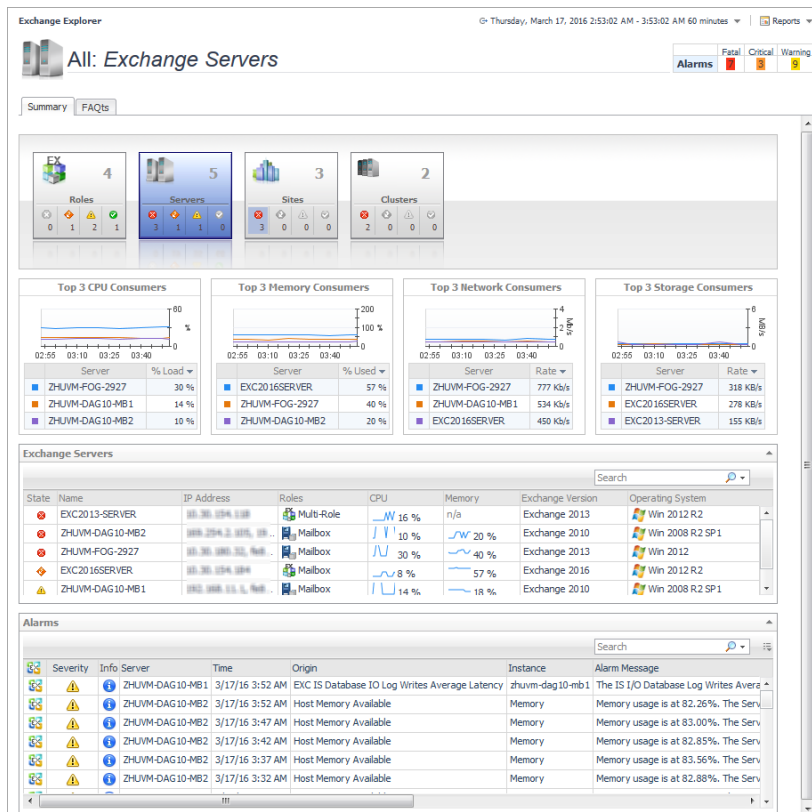 Exchange Explorer
Thursday, March 17, 2016 2:53:02 AM - 3:53:02 AM 60 minutes Reports
All: Exchange Servers
Fatal Critical Warning
Alarms 7 3 9
Summary FAQts
EX 4 5 3 2
Roles Servers Sites Clusters
0 1 2 1 3 1 1 0 3 0 0 0 2 0 0 0
Top 3 CPU Consumers Top 3 Memory Consumers Top 3 Network Consumers Top 3 Storage Consumers
60 200 4 6
% 100 % 2 Mb/s MB/s
0 0 0 0
02:55 03:10 03:25 03:40 02:55 03:10 03:25 03:40 02:55 03:10 03:25 03:40 02:55 03:10 03:25 03:40
Server % Load Server % Used Server Rate Server Rate
ZHUVM-FOG-2927 30 % EXC2016SERVER 57 % ZHUVM-FOG-2927 777 Kb/s ZHUVM-FOG-2927 318 KB/s
ZHUVM-DAG10-MB1 14 % ZHUVM-FOG-2927 40 % ZHUVM-DAG10-MB1 534 Kb/s EXC2016SERVER 278 KB/s
ZHUVM-DAG10-MB2 10 % ZHUVM-DAG10-MB2 20 % EXC2016SERVER 450 Kb/s EXC2013-SERVER 155 KB/s
Exchange Servers
Search
State Name IP Address Roles CPU Memory Exchange Version Operating System
EXC2013-SERVER Multi-Role 16 % n/a Exchange 2013 Win 2012 R2
ZHUVM-DAG10-MB2 Mailbox 10 % 20 % Exchange 2010 Win 2008 R2 SP1
ZHUVM-FOG-2927 Mailbox 30 % 40 % Exchange 2013 Win 2012
EXC2016SERVER Mailbox 8 % 57 % Exchange 2016 Win 2012 R2
ZHUVM-DAG10-MB1 Mailbox 14 % 18 % Exchange 2010 Win 2008 R2 SP1
Alarms
Search
Severity Info Server Time Origin Instance Alarm Message
ZHUVM-DAG10-MB1 3/17/16 3:52 AM EXC IS Database IO Log Writes Average Latency zhuvm-dag10-mb1 The IS I/O Database Log Writes Avera
ZHUVM-DAG10-MB2 3/17/16 3:52 AM Host Memory Available Memory Memory usage is at 82.26%. The Serv
ZHUVM-DAG10-MB2 3/17/16 3:47 AM Host Memory Available Memory Memory usage is at 83.00%. The Serv
ZHUVM-DAG10-MB2 3/17/16 3:42 AM Host Memory Available Memory Memory usage is at 82.85%. The Serv
ZHUVM-DAG10-MB2 3/17/16 3:37 AM Host Memory Available Memory Memory usage is at 83.56%. The Serv
ZHUVM-DAG10-MB2 3/17/16 3:32 AM Host Memory Available Memory Memory usage is at 82.88%. The Serv